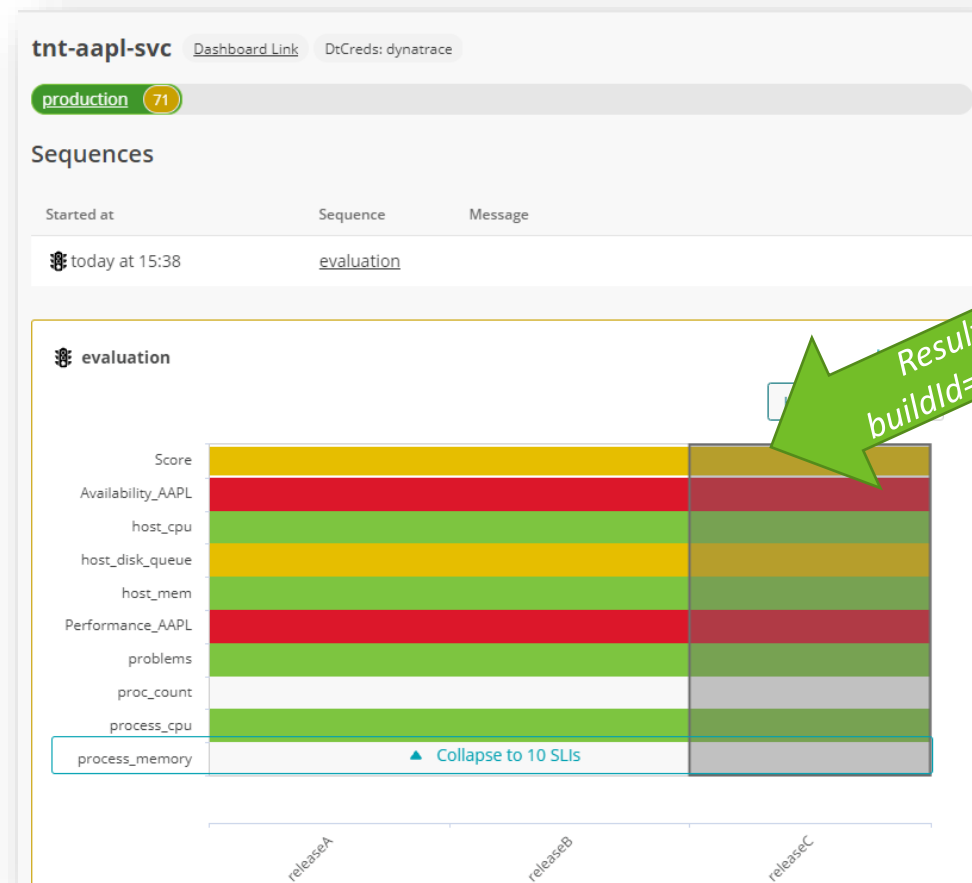 tnt-aapl-svc Dashboard Link DtCreds: dynatrace
production 71
Sequences
Started at Sequence Message
today at 15:38 evaluation
evaluation
buildId=
Score
Availability_AAPL
host_cpu
host_disk_queue
host_mem
Performance_AAPL
problems
proc_count
process_cpu
process_memory
Collapse to 10 SLIs
releaseA releaseB releaseC